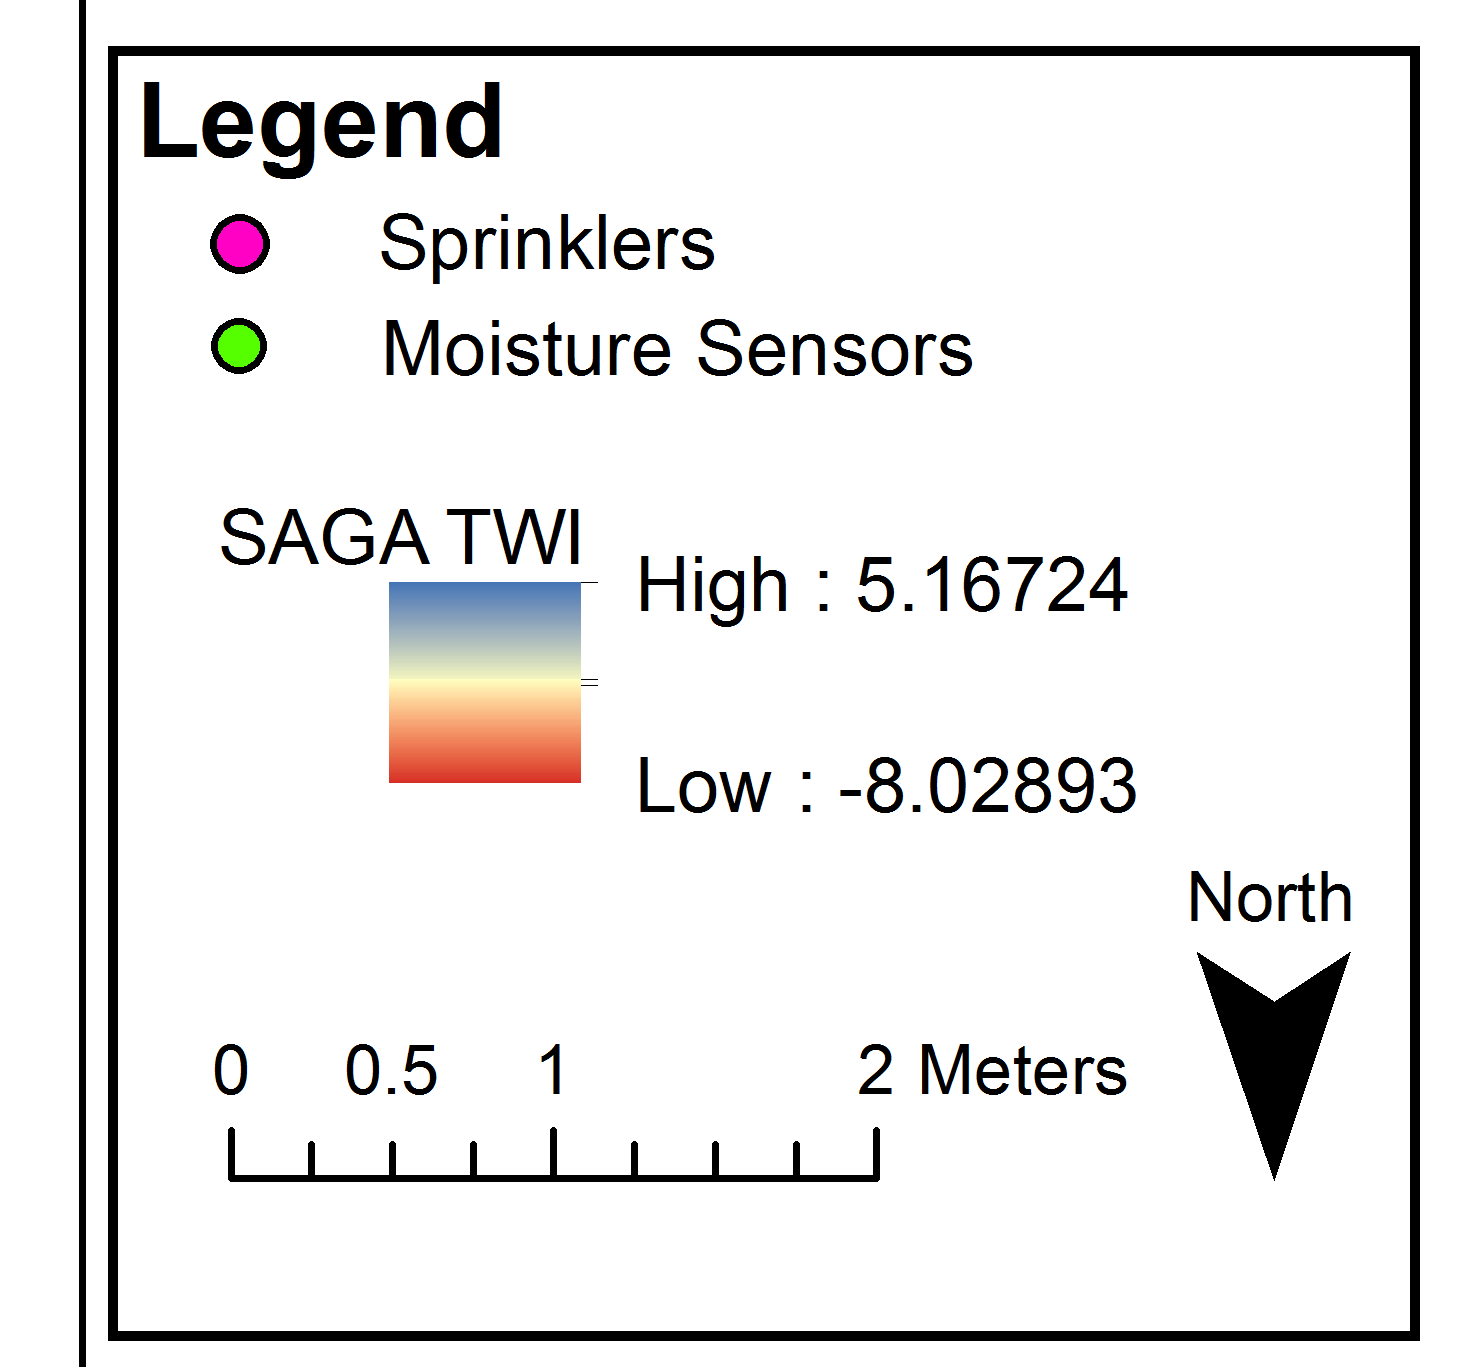 Legend
Sprinklers
Moisture Sensors
SAGA TWI
High : 5.16724
Low : -8.02893
North
0 0.5 1 2 Meters